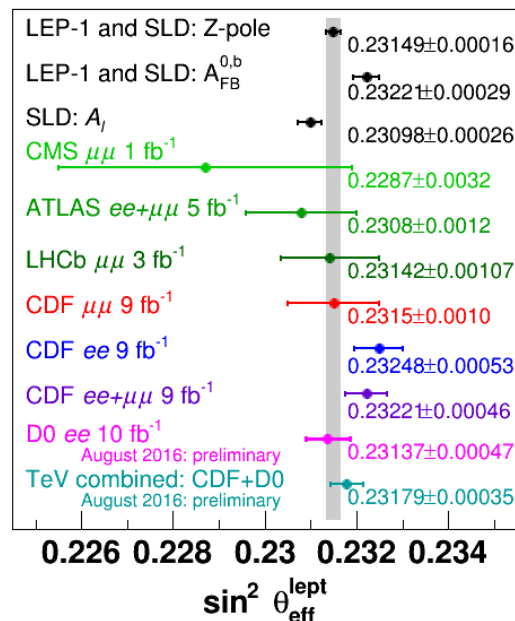 LEP-1 and SLD: Z-pole
0.23149±0.00016
LEP-1 and SLD: A_FB^0,b
0.23221±0.00029
SLD: A_l
0.23098±0.00026
CMS μμ 1 fb⁻¹
0.2287±0.0032
ATLAS ee+μμ 5 fb⁻¹
0.2308±0.0012
LHCb μμ 3 fb⁻¹
0.23142±0.00107
CDF μμ 9 fb⁻¹
0.2315±0.0010
CDF ee 9 fb⁻¹
0.23248±0.00053
CDF ee+μμ 9 fb⁻¹
0.23221±0.00046
D0 ee 10 fb⁻¹
August 2016: preliminary
0.23137±0.00047
TeV combined: CDF+D0
August 2016: preliminary
0.23179±0.00035
0.226 0.228 0.23 0.232 0.234
sin² θ_eff^lept